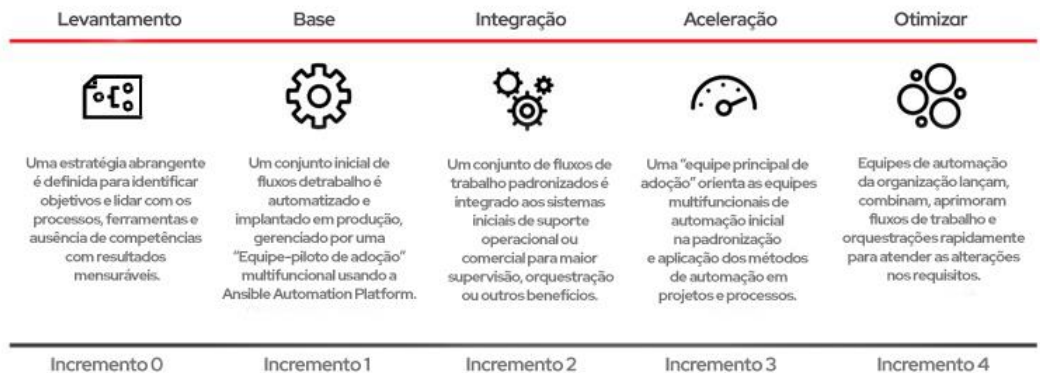 Levantamento
Base
Integração
Aceleração
Otimizar
Uma estratégia abrangente
é definida para identificar
objetivos e lidar com os
processos, ferramentas e
ausência de competências
com resultados
mensuráveis.
Um conjunto inicial de
fluxos detrabalho é
automatizado e
implantado em produção,
gerenciado por uma
"Equipe-piloto de adoção"
multifuncional usando a
Ansible Automation Platform.
Um conjunto de fluxos de
trabalho padronizados é
integrado aos sistemas
iniciais de suporte
operacional ou
comercial para maior
supervisão, orquestração
ou outros benefícios.
Uma "equipe principal de
adoção" orienta as equipes
multifuncionais de
automação inicial
na padronização
e aplicação dos métodos
de automação em
projetos e processos.
Equipes de automação
da organização lançam,
combinam, aprimoram
fluxos de trabalho e
orquestrações rapidamente
para atender as alterações
nos requisitos.
Incremento 0
Incremento 1
Incremento 2
Incremento 3
Incremento 4